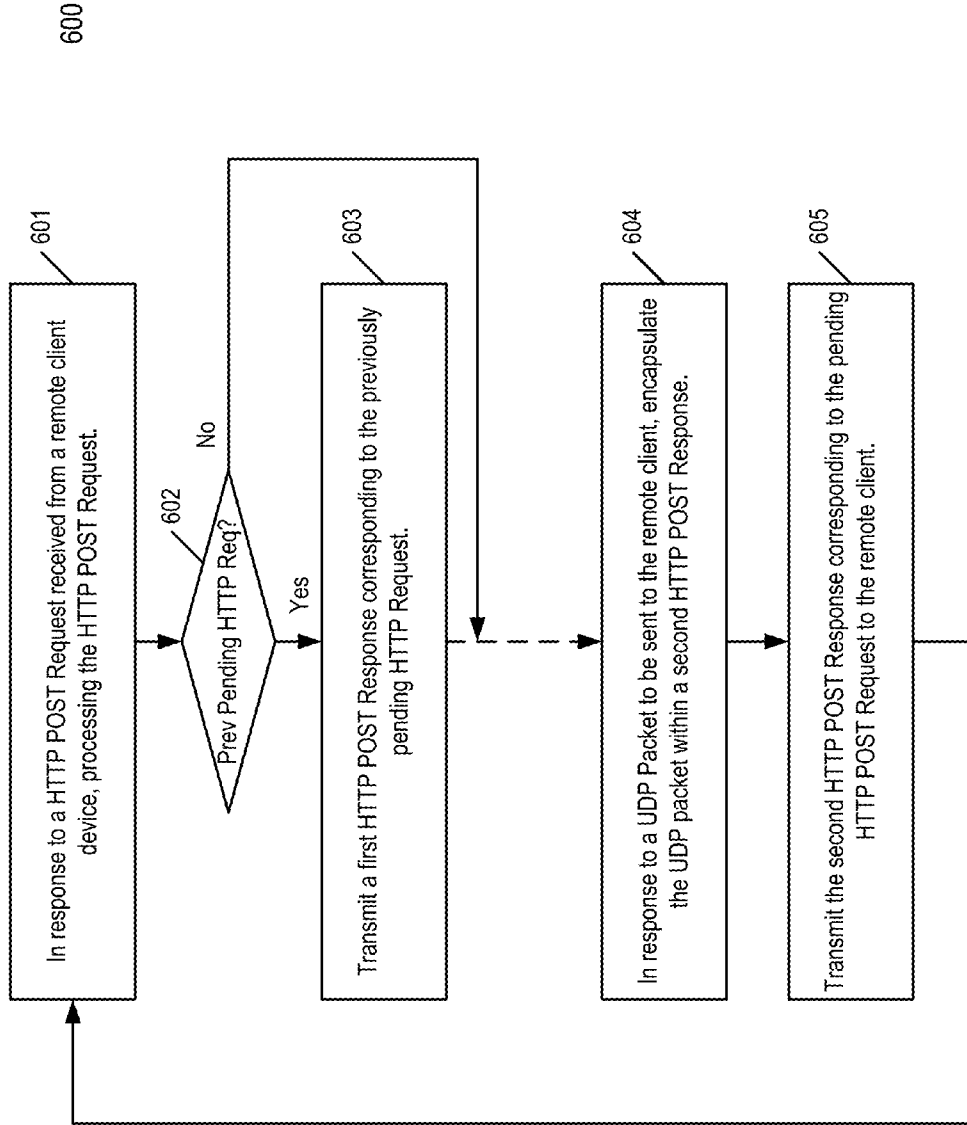 600
601
In response to a HTTP POST Request received from a remote client
device, processing the HTTP POST Request.
602
Prev Pending HTTP Req?
No
Yes
603
Transmit a first HTTP POST Response corresponding to the previously
pending HTTP Request.
604
In response to a UDP Packet to be sent to the remote client, encapsulate
the UDP packet within a second HTTP POST Response.
605
Transmit the second HTTP POST Response corresponding to the pending
HTTP POST Request to the remote client.